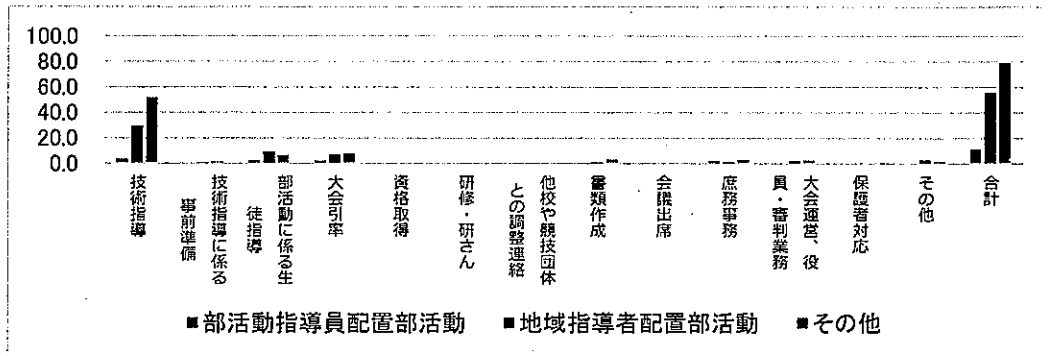 100.0
80.0
60.0
40.0
20.0
0.0
技術指導
技術指導に係る
事前準備
部活動に係る生
徒指導
大会引率
資格取得
研修・研さん
他校や競技団体
との調整連絡
書類作成
会議出席
庶務事務
大会運営、役
員・審判業務
保護者対応
その他
合計
■部活動指導員配置部活動 ■地域指導者配置部活動 ■その他